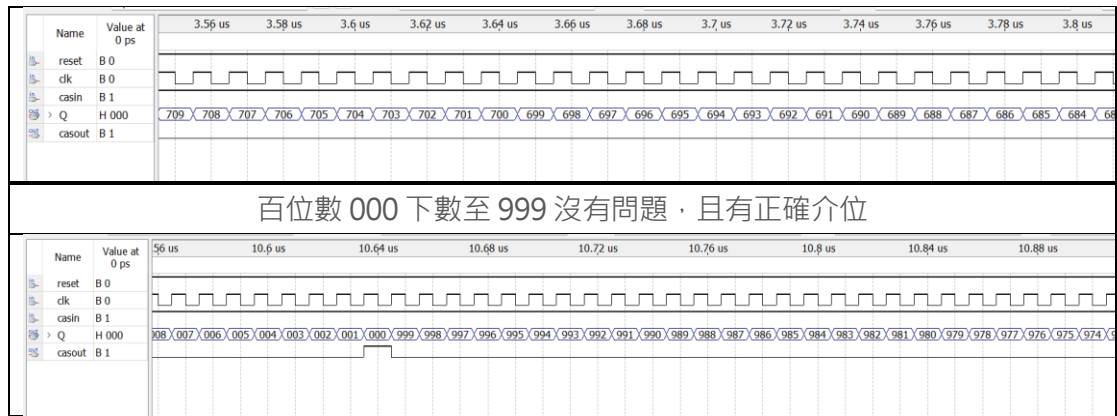 Name Value at 0 ps 3.56 us 3.58 us 3.6 us 3.62 us 3.64 us 3.66 us 3.68 us 3.7 us 3.72 us 3.74 us 3.76 us 3.78 us 3.8 us
reset B 0
clk B 0
casin B 1
> Q H 000 709 708 707 706 705 704 703 702 701 700 699 698 697 696 695 694 693 692 691 690 689 688 687 686 685 684 68
casout B 1
百位數 000 下數至 999 沒有問題，且有正確介位
Name Value at 0 ps 56 us 10.6 us 10.64 us 10.68 us 10.72 us 10.76 us 10.8 us 10.84 us 10.88 us
reset B 0
clk B 0
casin B 1
> Q H 000 008 007 006 005 004 003 002 001 000 999 998 997 996 995 994 993 992 991 990 989 988 987 986 985 984 983 982 981 980 979 978 977 976 975 974
casout B 1